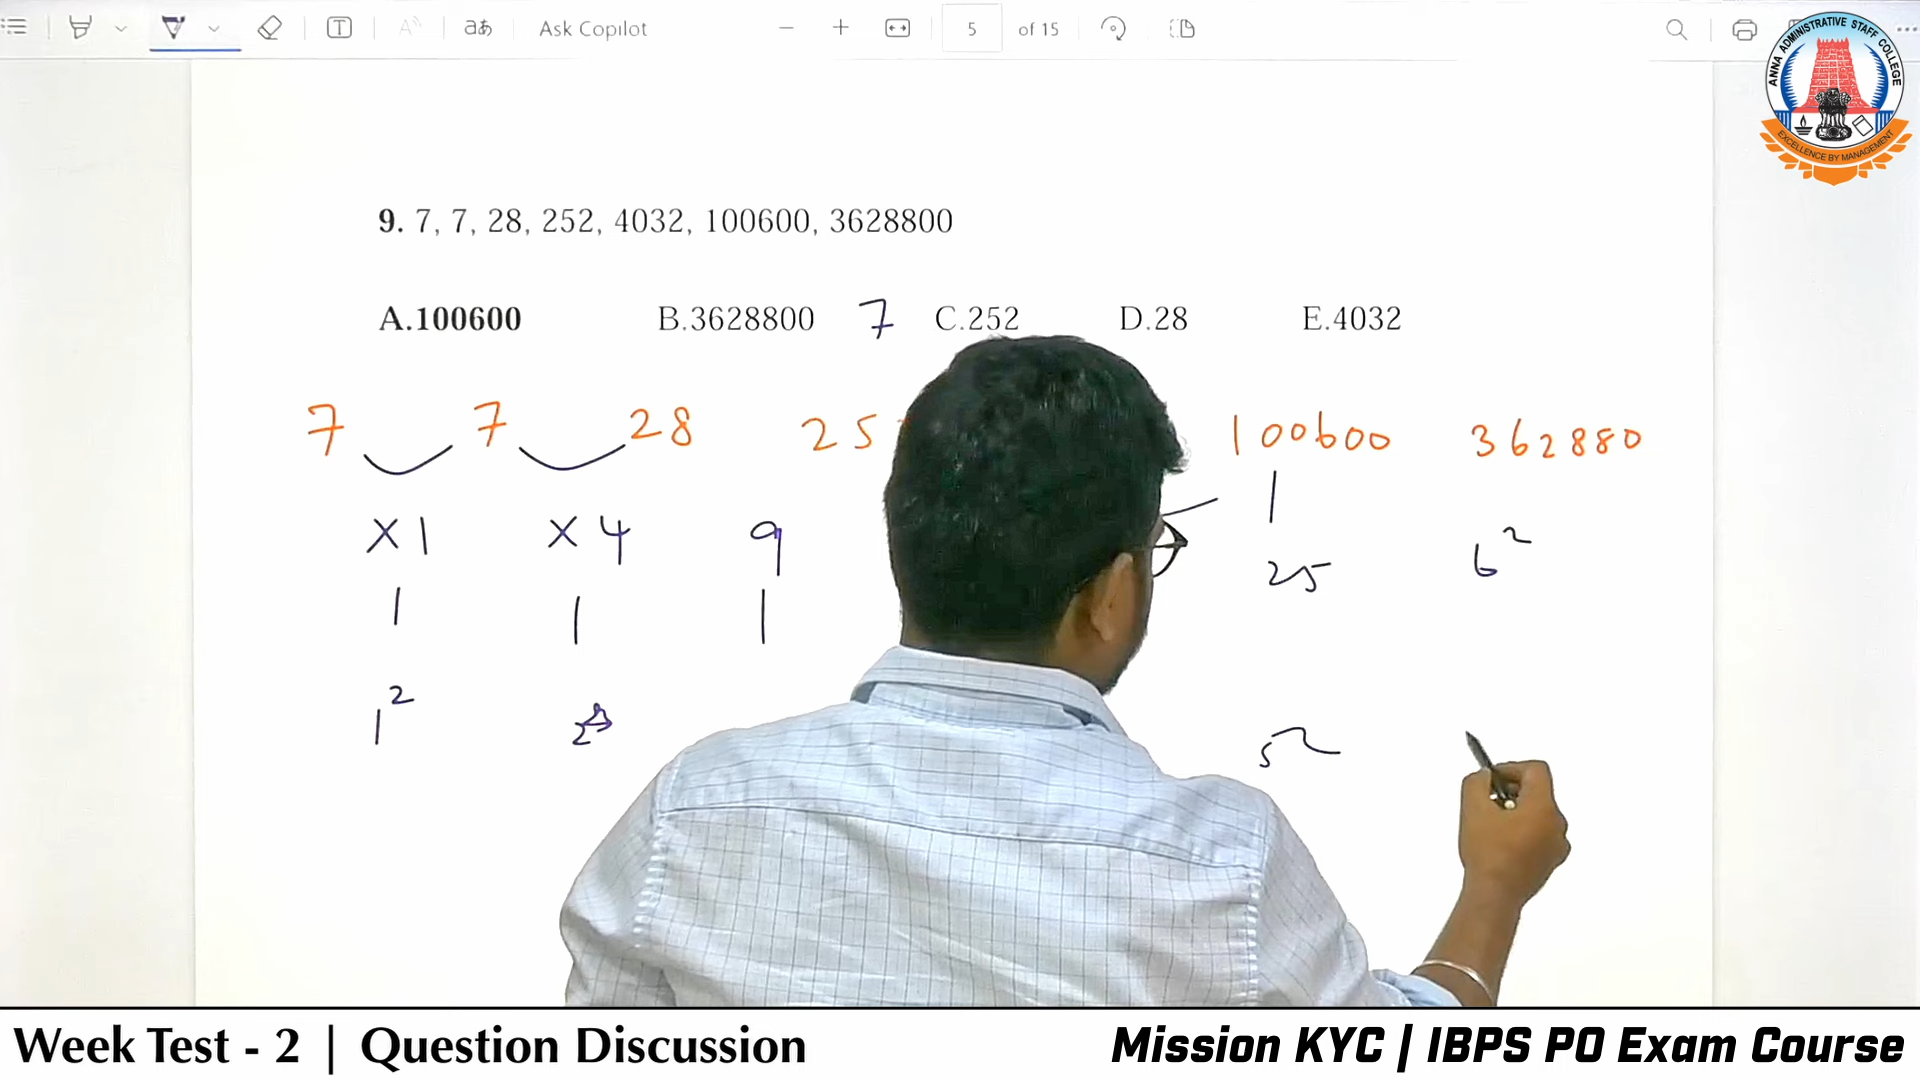 Ask Copilot 5 of 15
ANNA ADMINISTRATIVE STAFF COLLEGE
EXCELLENCE BY MANAGEMENT
9. 7, 7, 28, 252, 4032, 100600, 3628800
A.100600 B.3628800 7 C.252 D.28 E.4032
7 7 28 25 100600 362880
×1 ×4 9 25 6²
1² 2 5²
Week Test - 2 | Question Discussion
Mission KYC | IBPS PO Exam Course